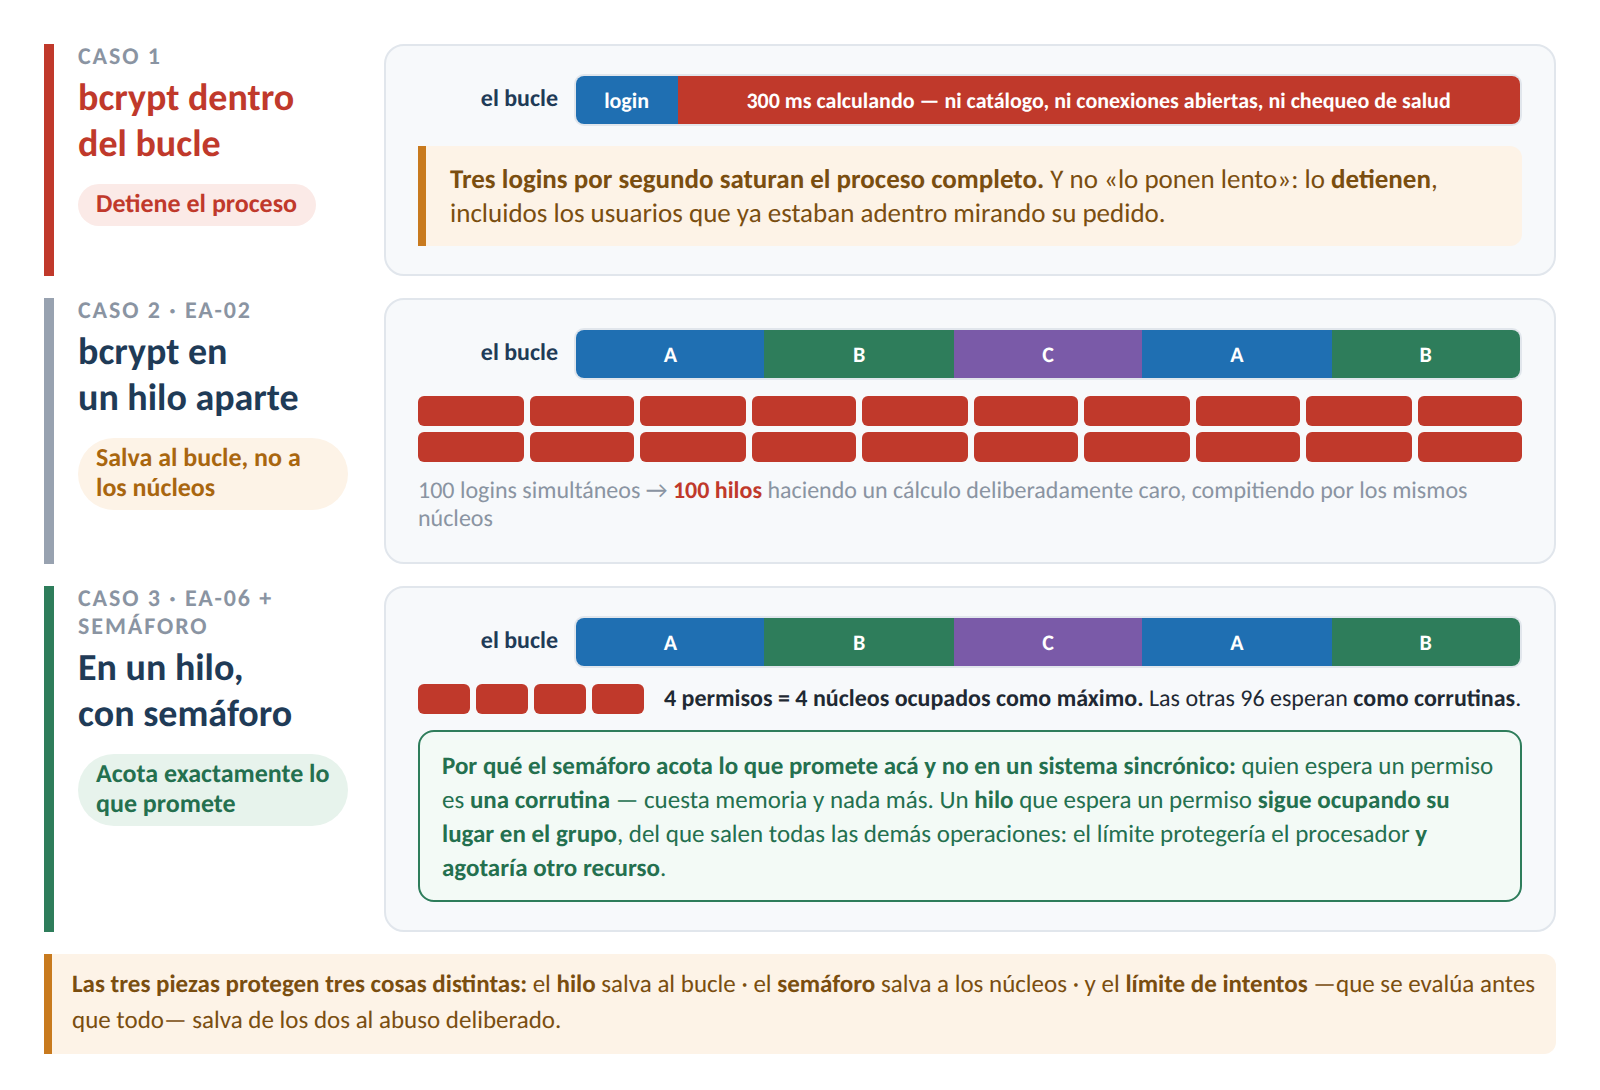 CASO 1
bcrypt dentro
del bucle
Detiene el proceso
el bucle
login
300 ms calculando — ni catálogo, ni conexiones abiertas, ni chequeo de salud
Tres logins por segundo saturan el proceso completo. Y no «lo ponen lento»: lo detienen,
incluidos los usuarios que ya estaban adentro mirando su pedido.
CASO 2 · EA-02
bcrypt en
un hilo aparte
Salva al bucle, no a
los núcleos
el bucle
A
B
C
A
B
100 logins simultáneos → 100 hilos haciendo un cálculo deliberadamente caro, compitiendo por los mismos
núcleos
CASO 3 · EA-06 +
SEMÁFORO
En un hilo,
con semáforo
Acota exactamente lo
que promete
el bucle
A
B
C
A
B
4 permisos = 4 núcleos ocupados como máximo. Las otras 96 esperan como corrutinas.
Por qué el semáforo acota lo que promete acá y no en un sistema sincrónico: quien espera un permiso
es una corrutina — cuesta memoria y nada más. Un hilo que espera un permiso sigue ocupando su
lugar en el grupo, del que salen todas las demás operaciones: el límite protegería el procesador y
agotaría otro recurso.
Las tres piezas protegen tres cosas distintas: el hilo salva al bucle · el semáforo salva a los núcleos · y el límite de intentos —que se evalúa antes
que todo— salva de los dos al abuso deliberado.